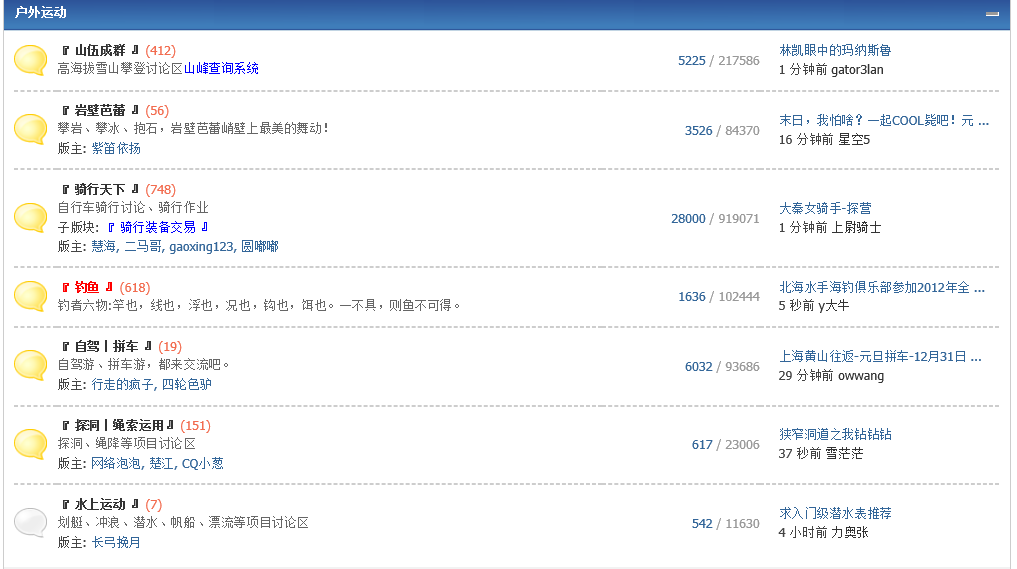 户外运动
『 山伍成群 』 (412)
高海拔雪山攀登讨论区山峰查询系统
5225 / 217586
林凯眼中的玛纳斯鲁
1 分钟前 gator3lan
『 岩壁芭蕾 』 (56)
攀岩、攀冰、抱石，岩壁芭蕾峭壁上最美的舞动！
版主: 紫笛依扬
3526 / 84370
末日，我怕啥？一起COOL毙吧！元 ...
16 分钟前 星空5
『 骑行天下 』 (748)
自行车骑行讨论、骑行作业
子版块: 『 骑行装备交易 』
版主: 慧海, 二马哥, gaoxing123, 圆嘟嘟
28000 / 919071
大秦女骑手-探营
1 分钟前 上尉骑士
『 钓鱼 』 (618)
钓者六物:竿也，线也，浮也，况也，钩也，饵也。一不具，则鱼不可得。
1636 / 102444
北海水手海钓俱乐部参加2012年全 ...
5 秒前 y大牛
『 自驾丨拼车 』 (19)
自驾游、拼车游，都来交流吧。
版主: 行走的疯子, 四轮色驴
6032 / 93686
上海黄山往返-元旦拼车-12月31日 ...
29 分钟前 owwang
『 探洞丨绳索运用』 (151)
探洞、绳降等项目讨论区
版主: 网络泡泡, 楚江, CQ小葱
617 / 23006
狭窄洞道之我钻钻钻
37 秒前 雪茫茫
『 水上运动 』 (7)
划艇、冲浪、潜水、帆船、漂流等项目讨论区
版主: 长弓换月
542 / 11630
求入门级潜水表推荐
4 小时前 力奥张